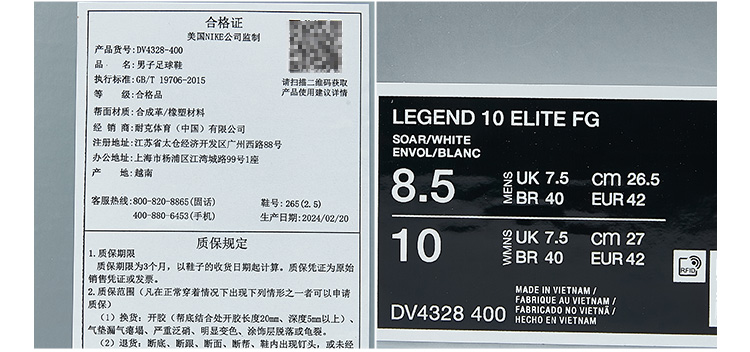 合格证
美国NIKE公司监制
产品货号:DV4328-400
品　名:男子足球鞋
执行标准:GB/T 19706-2015
等　级:合格品
帮面材质:合成革/橡塑材料
经 销 商:耐克体育(中国)有限公司
注册地址:江苏省太仓经济开发区广州西路88号
办公地址:上海市杨浦区江湾城路99号1座
产　地:越南
请扫描二维码获取
产品使用建议详情
客服热线:800-820-8865(固话)
400-880-6453(手机)
鞋号:265(2.5)
生产日期:2024/02/20
质保规定
1.质保期限
质保期限为3个月，以鞋子的收货日期起计算。质保凭证为原始
销售凭证或发票。
2.质保范围（凡在正常穿着情况下出现下列情形之一者可以申请
质保）
（1）换货：开胶（帮底结合处开胶长度20mm、深度5mm以上）、
气垫漏气瘪塌、严重泛硝、明显变色、涂饰层脱落或龟裂。
（2）退货：断底、断跟、断面、断帮、鞋内出现钉头，或未经
LEGEND 10 ELITE FG
SOAR/WHITE
ENVOL/BLANC
8.5 MENS UK 7.5 CM 26.5
BR 40 EUR 42
10 WMNS UK 7.5 CM 27
BR 40 EUR 42
RFID
DV4328 400
MADE IN VIETNAM /
FABRIQUE AU VIETNAM /
FABRICADO NO VIETNÃ /
HECHO EN VIETNAM